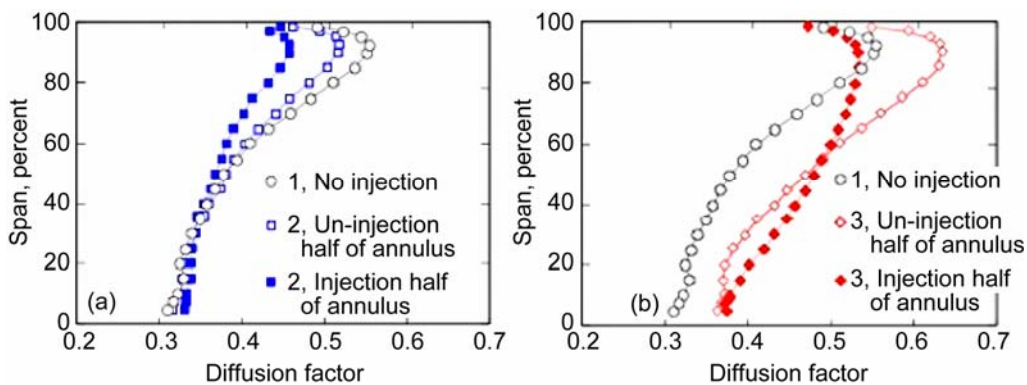 100
80
60
40
20
0
Span, percent
1, No injection
2, Un-injection
half of annulus
2, Injection half
of annulus
(a)
0.2 0.3 0.4 0.5 0.6 0.7
Diffusion factor
100
80
60
40
20
0
Span, percent
1, No injection
3, Un-injection
half of annulus
3, Injection half
of annulus
(b)
0.2 0.3 0.4 0.5 0.6 0.7
Diffusion factor